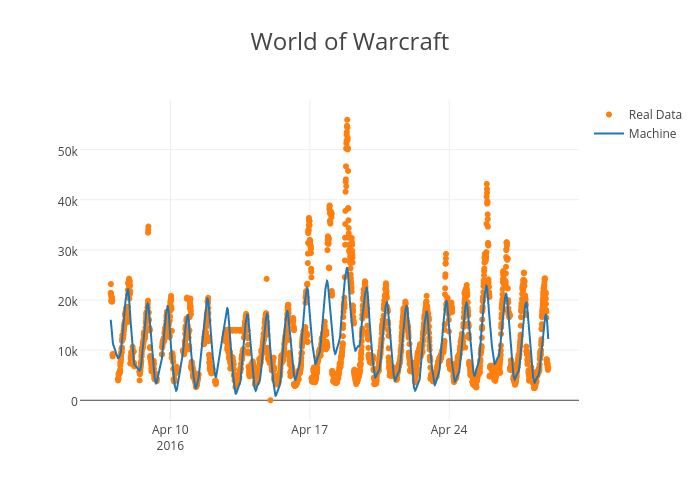 World of Warcraft
Real Data
Machine
50k
40k
30k
20k
10k
0
Apr 10
2016
Apr 17
Apr 24